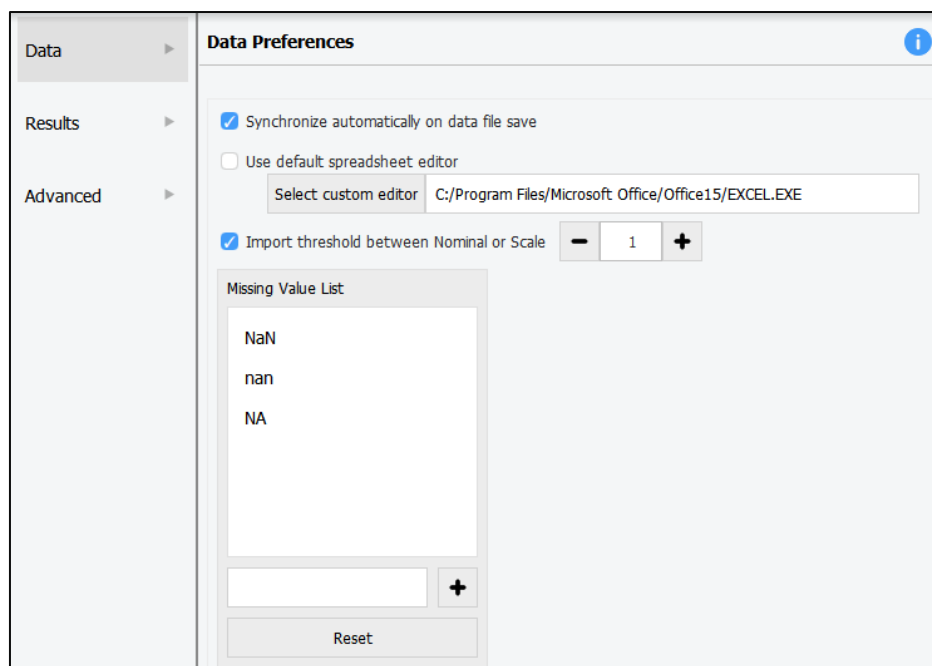 Data
Results
Advanced
Data Preferences
i
Synchronize automatically on data file save
Use default spreadsheet editor
Select custom editor C:/Program Files/Microsoft Office/Office15/EXCEL.EXE
Import threshold between Nominal or Scale 1
Missing Value List
NaN
nan
NA
Reset